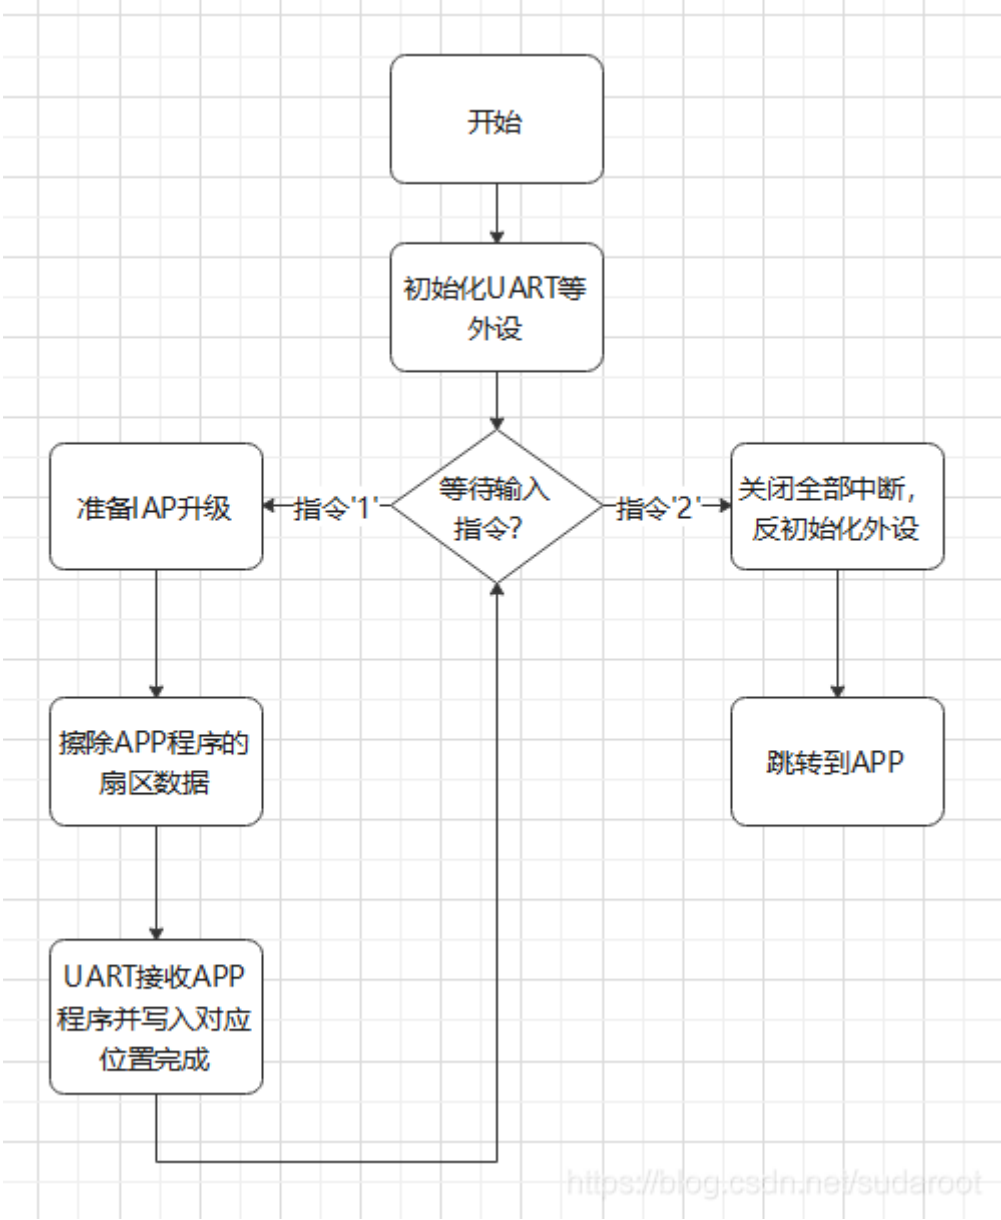 开始
初始化UART等
外设
等待输入
指令?
指令'1'
指令'2'
准备IAP升级
关闭全部中断，
反初始化外设
擦除APP程序的
扇区数据
跳转到APP
UART接收APP
程序并写入对应
位置完成
https://blog.csdn.net/sudaroot